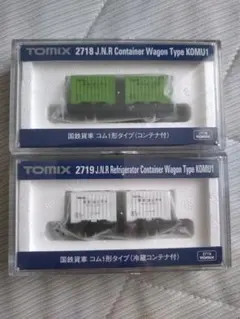 TOMIX 2718 J.N.R Container Wagon Type KOMU1
国鉄貨車 コム1形タイプ(コンテナ付)
2718
TOMIX 2719 J.N.R Refrigerator Container Wagon Type KOMU1
国鉄貨車 コム1形タイプ(冷蔵コンテナ付)
2719